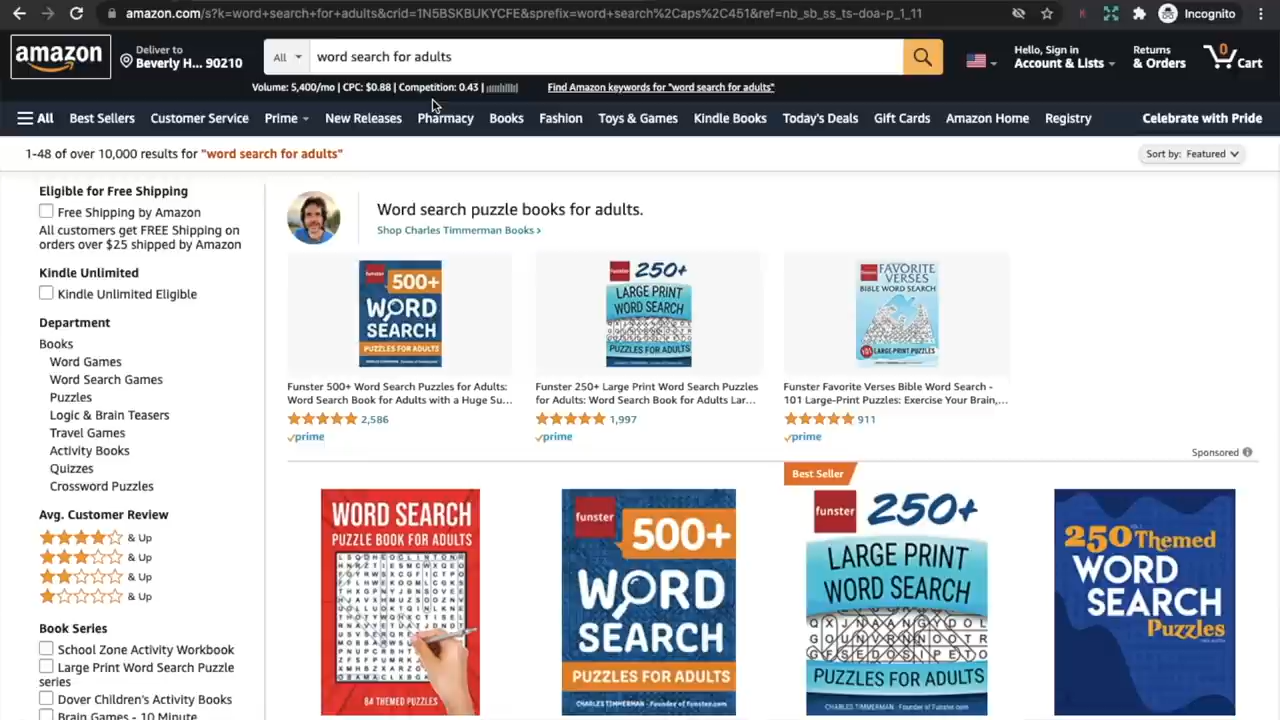 amazon.com/s?k=word+search+for+adults&crid=1N5BSKBUKYCFE&sprefix=word+search%2Caps%2C451&ref=nb_sb_ss_ts-doa-p_1_11
Incognito
amazon
Deliver to
Beverly H... 90210
All
word search for adults
Hello, Sign in
Account & Lists
Returns
& Orders
0
Cart
Volume: 5,400/mo | CPC: $0.88 | Competition: 0.43 |
Find Amazon keywords for "word search for adults"
All
Best Sellers
Customer Service
Prime
New Releases
Pharmacy
Books
Fashion
Toys & Games
Kindle Books
Today's Deals
Gift Cards
Amazon Home
Registry
Celebrate with Pride
1-48 of over 10,000 results for "word search for adults"
Sort by: Featured
Eligible for Free Shipping
Free Shipping by Amazon
All customers get FREE Shipping on
orders over $25 shipped by Amazon
Kindle Unlimited
Kindle Unlimited Eligible
Department
Books
Word Games
Word Search Games
Puzzles
Logic & Brain Teasers
Travel Games
Activity Books
Quizzes
Crossword Puzzles
Avg. Customer Review
& Up
& Up
& Up
& Up
Book Series
School Zone Activity Workbook
Large Print Word Search Puzzle
series
Dover Children's Activity Books
Brain Games - 10 Minute
Word search puzzle books for adults.
Shop Charles Timmerman Books ›
funster
500+
WORD
SEARCH
PUZZLES FOR ADULTS
funster
250+
LARGE PRINT
WORD SEARCH
PUZZLES FOR ADULTS
FAVORITE
VERSES
BIBLE WORD SEARCH
101 LARGE-PRINT PUZZLES
Funster 500+ Word Search Puzzles for Adults:
Word Search Book for Adults with a Huge Su...
2,586
prime
Funster 250+ Large Print Word Search Puzzles
for Adults: Word Search Book for Adults Lar...
1,997
prime
Funster Favorite Verses Bible Word Search -
101 Large-Print Puzzles: Exercise Your Brain,...
911
prime
Sponsored
WORD SEARCH
PUZZLE BOOK FOR ADULTS
84 THEMED PUZZLES
funster
500+
WORD
SEARCH
PUZZLES FOR ADULTS
CHARLES TIMMERMAN - Founder of Funster.com
Best Seller
funster
250+
LARGE PRINT
WORD SEARCH
PUZZLES FOR ADULTS
CHARLES TIMMERMAN - Founder of Funster.com
250 Themed
WORD
SEARCH
Puzzles